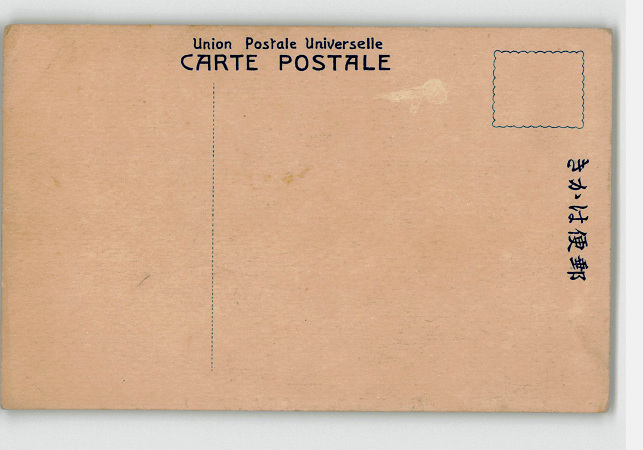 Union Postale Universelle
CARTE POSTALE
きかは便郵